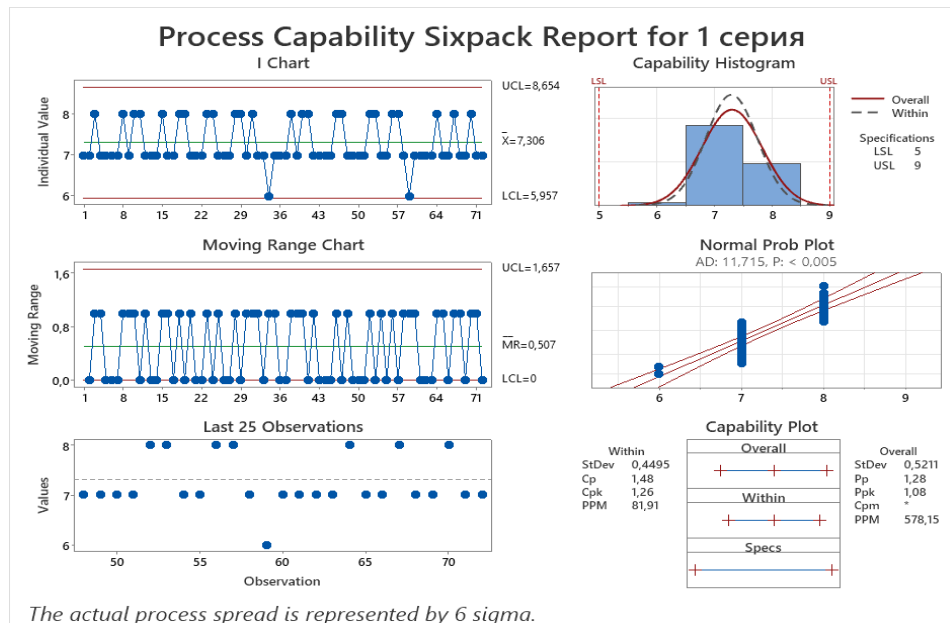 Process Capability Sixpack Report for 1 серия
I Chart
Individual Value
8
7
6
1 8 15 22 29 36 43 50 57 64 71
UCL=8,654
X̄=7,306
LCL=5,957
Capability Histogram
LSL USL
5 6 7 8 9
Overall
Within
Specifications
LSL 5
USL 9
Moving Range Chart
Moving Range
1,6
0,8
0,0
1 8 15 22 29 36 43 50 57 64 71
UCL=1,657
M̅R̅=0,507
LCL=0
Normal Prob Plot
AD: 11,715, P: < 0,005
6 7 8 9
Last 25 Observations
Values
8
7
6
50 55 60 65 70
Observation
Capability Plot
Within
StDev 0,4495
Cp 1,48
Cpk 1,26
PPM 81,91
Overall
Within
Specs
Overall
StDev 0,5211
Pp 1,28
Ppk 1,08
Cpm *
PPM 578,15
The actual process spread is represented by 6 sigma.